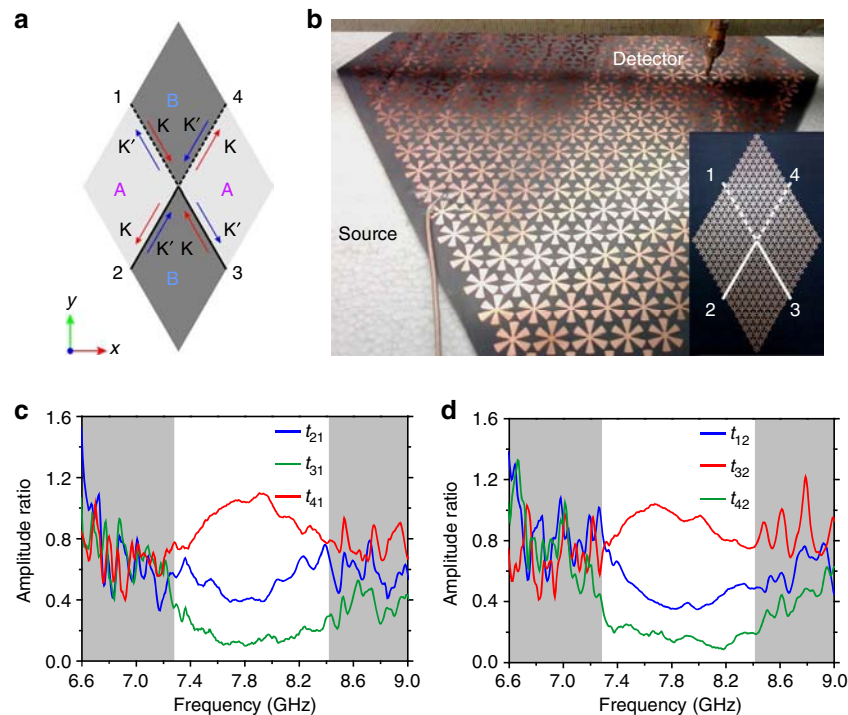 a
1
4
B
K
K′
K′
K
A
A
K
K′
K
K′
2
3
B
y
x
b
Detector
Source
1
4
2
3
c
1.6
1.2
0.8
0.4
0.0
Amplitude ratio
t21
t31
t41
6.6 7.0 7.4 7.8 8.2 8.6 9.0
Frequency (GHz)
d
1.6
1.2
0.8
0.4
0.0
Amplitude ratio
t12
t32
t42
6.6 7.0 7.4 7.8 8.2 8.6 9.0
Frequency (GHz)